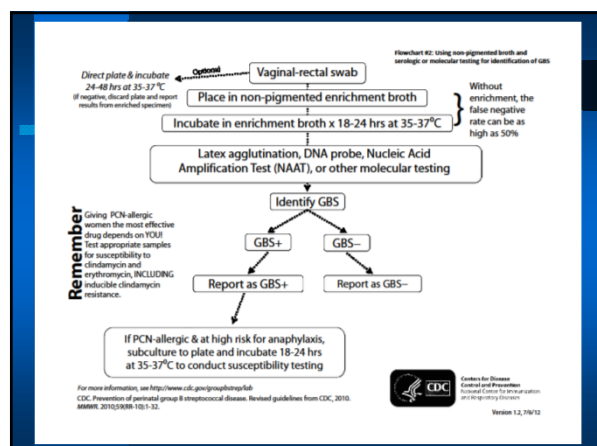 Flowchart #2: Using non-pigmented broth and
serologic or molecular testing for identification of GBS
Vaginal-rectal swab
Optional
Direct plate & incubate
24-48 hrs at 35-37°C
(if negative, discard plate and report
results from enriched specimen)
Place in non-pigmented enrichment broth
Incubate in enrichment broth x 18-24 hrs at 35-37°C
Without
enrichment, the
false negative
rate can be as
high as 50%
Latex agglutination, DNA probe, Nucleic Acid
Amplification Test (NAAT), or other molecular testing
Identify GBS
GBS+
GBS–
Report as GBS+
Report as GBS–
Remember
Giving PCN-allergic
women the most effective
drug depends on YOU!
Test appropriate samples
for susceptibility to
clindamycin and
erythromycin, INCLUDING
inducible clindamycin
resistance.
If PCN-allergic & at high risk for anaphylaxis,
subculture to plate and incubate 18-24 hrs
at 35-37°C to conduct susceptibility testing
For more information, see http://www.cdc.gov/groupbstrep/lab
CDC. Prevention of perinatal group B streptococcal disease. Revised guidelines from CDC, 2010.
MMWR. 2010;59(RR-10):1-32.
CDC
Centers for Disease
Control and Prevention
National Center for Immunization
and Respiratory Diseases
Version 1.2, 7/6/12